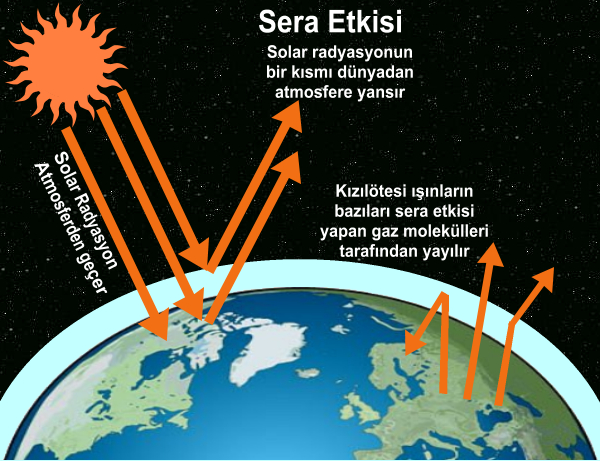 Sera Etkisi
Solar radyasyonun
bir kısmı dünyadan
atmosfere yansır
Solar Radyasyon
Atmosferden geçer
Kızılötesi ışınların
bazıları sera etkisi
yapan gaz molekülleri
tarafından yayılır